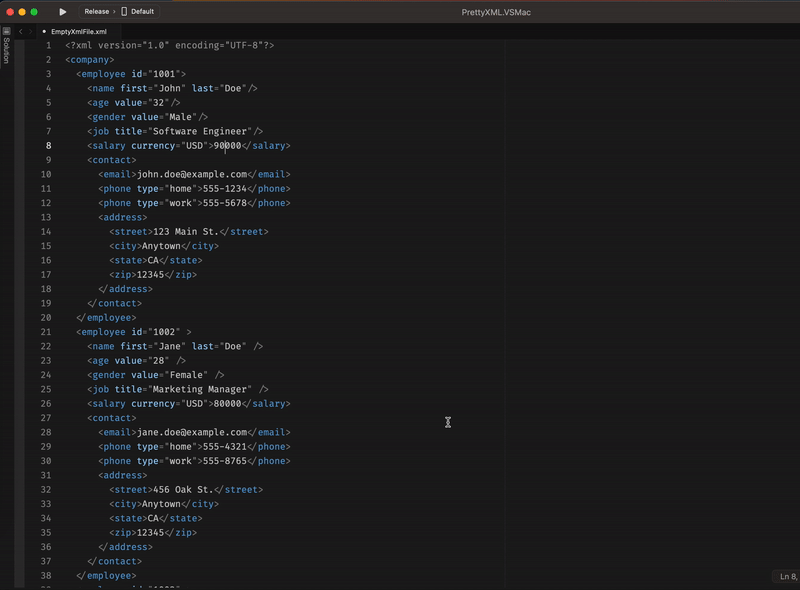 Release › Default
PrettyXML.VSMac
Solution
EmptyXmlFile.xml
1 <?xml version="1.0" encoding="UTF-8"?>
2 <company>
3 <employee id="1001">
4 <name first="John" last="Doe"/>
5 <age value="32"/>
6 <gender value="Male"/>
7 <job title="Software Engineer"/>
8 <salary currency="USD">90000</salary>
9 <contact>
10 <email>john.doe@example.com</email>
11 <phone type="home">555-1234</phone>
12 <phone type="work">555-5678</phone>
13 <address>
14 <street>123 Main St.</street>
15 <city>Anytown</city>
16 <state>CA</state>
17 <zip>12345</zip>
18 </address>
19 </contact>
20 </employee>
21 <employee id="1002" >
22 <name first="Jane" last="Doe" />
23 <age value="28" />
24 <gender value="Female" />
25 <job title="Marketing Manager" />
26 <salary currency="USD">80000</salary>
27 <contact>
28 <email>jane.doe@example.com</email>
29 <phone type="home">555-4321</phone>
30 <phone type="work">555-8765</phone>
31 <address>
32 <street>456 Oak St.</street>
33 <city>Anytown</city>
34 <state>CA</state>
35 <zip>12345</zip>
36 </address>
37 </contact>
38 </employee>
Ln 8,